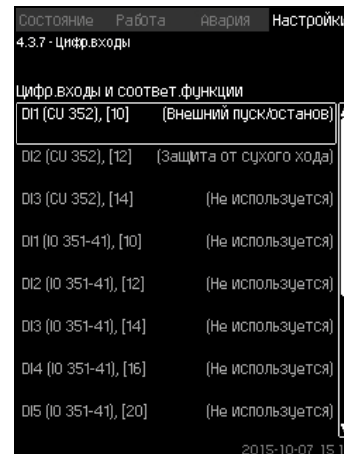 Состояние Работа Авария Настройки
4.3.7 - Цифр.входы
Цифр.входы и соответ.функции
DI1 (CU 352), [10] (Внешний пуск/останов)
DI2 (CU 352), [12] (Защита от сухого хода)
DI3 (CU 352), [14] (Не используется)
DI1 (IO 351-41), [10] (Не используется)
DI2 (IO 351-41), [12] (Не используется)
DI3 (IO 351-41), [14] (Не используется)
DI4 (IO 351-41), [16] (Не используется)
DI5 (IO 351-41), [20] (Не используется)
2015-10-07 15:1